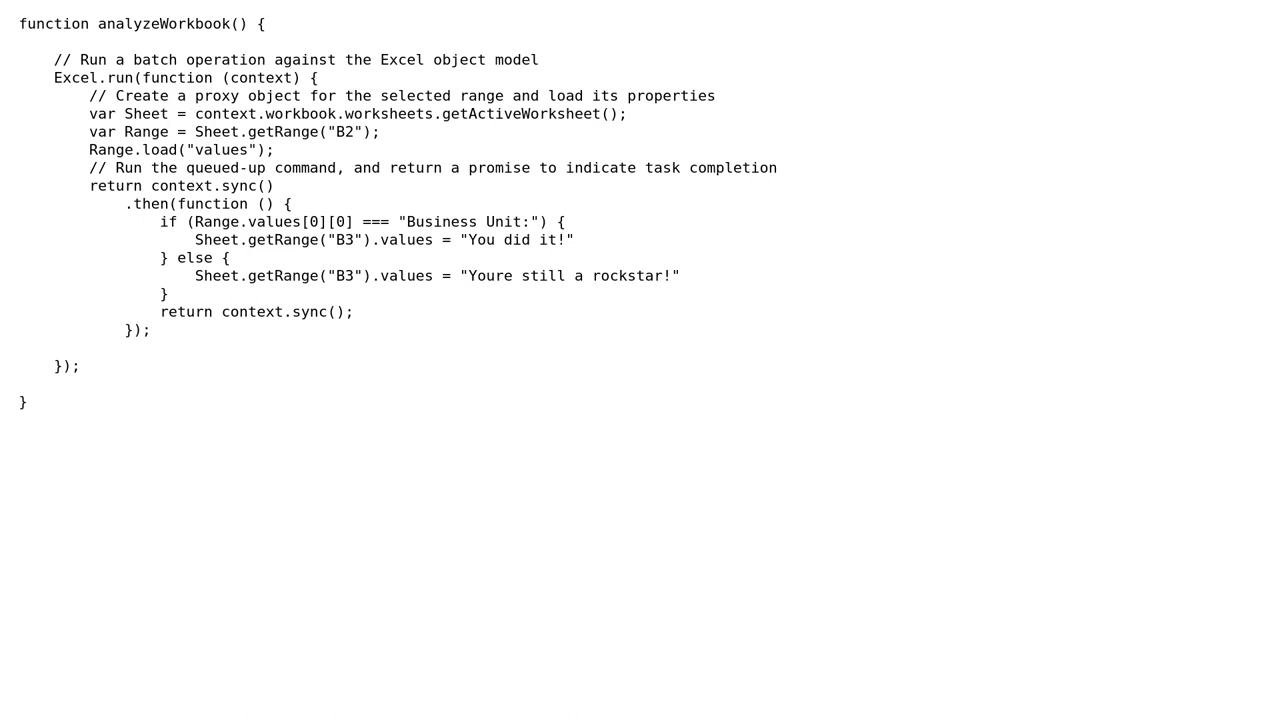 function analyzeWorkbook() {
// Run a batch operation against the Excel object model
Excel.run(function (context) {
// Create a proxy object for the selected range and load its properties
var Sheet = context.workbook.worksheets.getActiveWorksheet();
var Range = Sheet.getRange("B2");
Range.load("values");
// Run the queued-up command, and return a promise to indicate task completion
return context.sync()
.then(function () {
if (Range.values[0][0] === "Business Unit:") {
Sheet.getRange("B3").values = "You did it!"
} else {
Sheet.getRange("B3").values = "Youre still a rockstar!"
}
return context.sync();
});
});
}